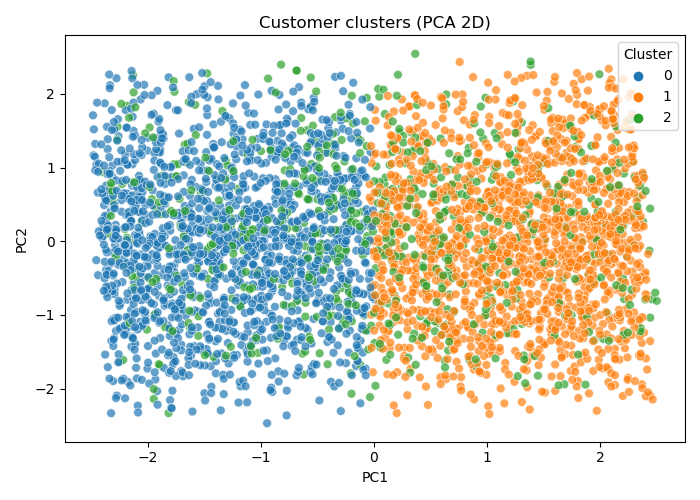 Customer clusters (PCA 2D)
Cluster
0
1
2
2
1
0
−1
−2
PC2
−2 −1 0 1 2
PC1